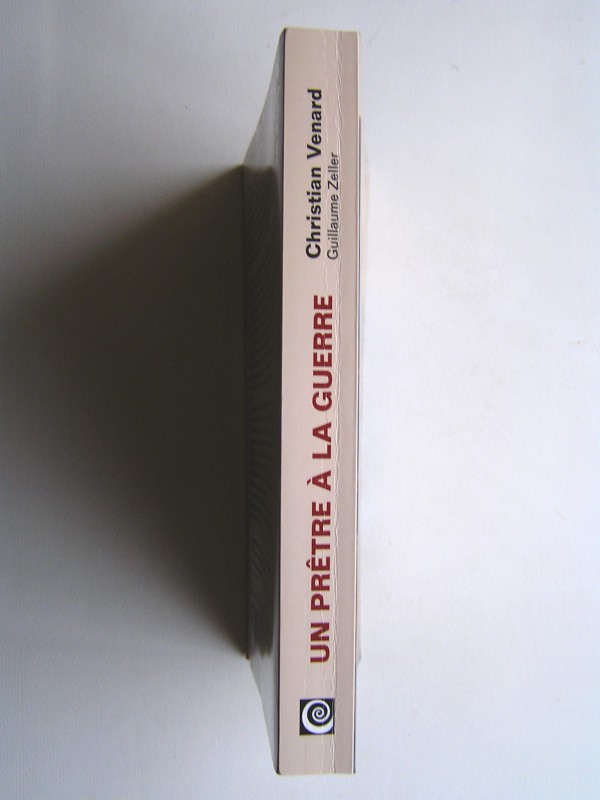 UN PRÊTRE À LA GUERRE
Christian Venard
Guillaume Zeller